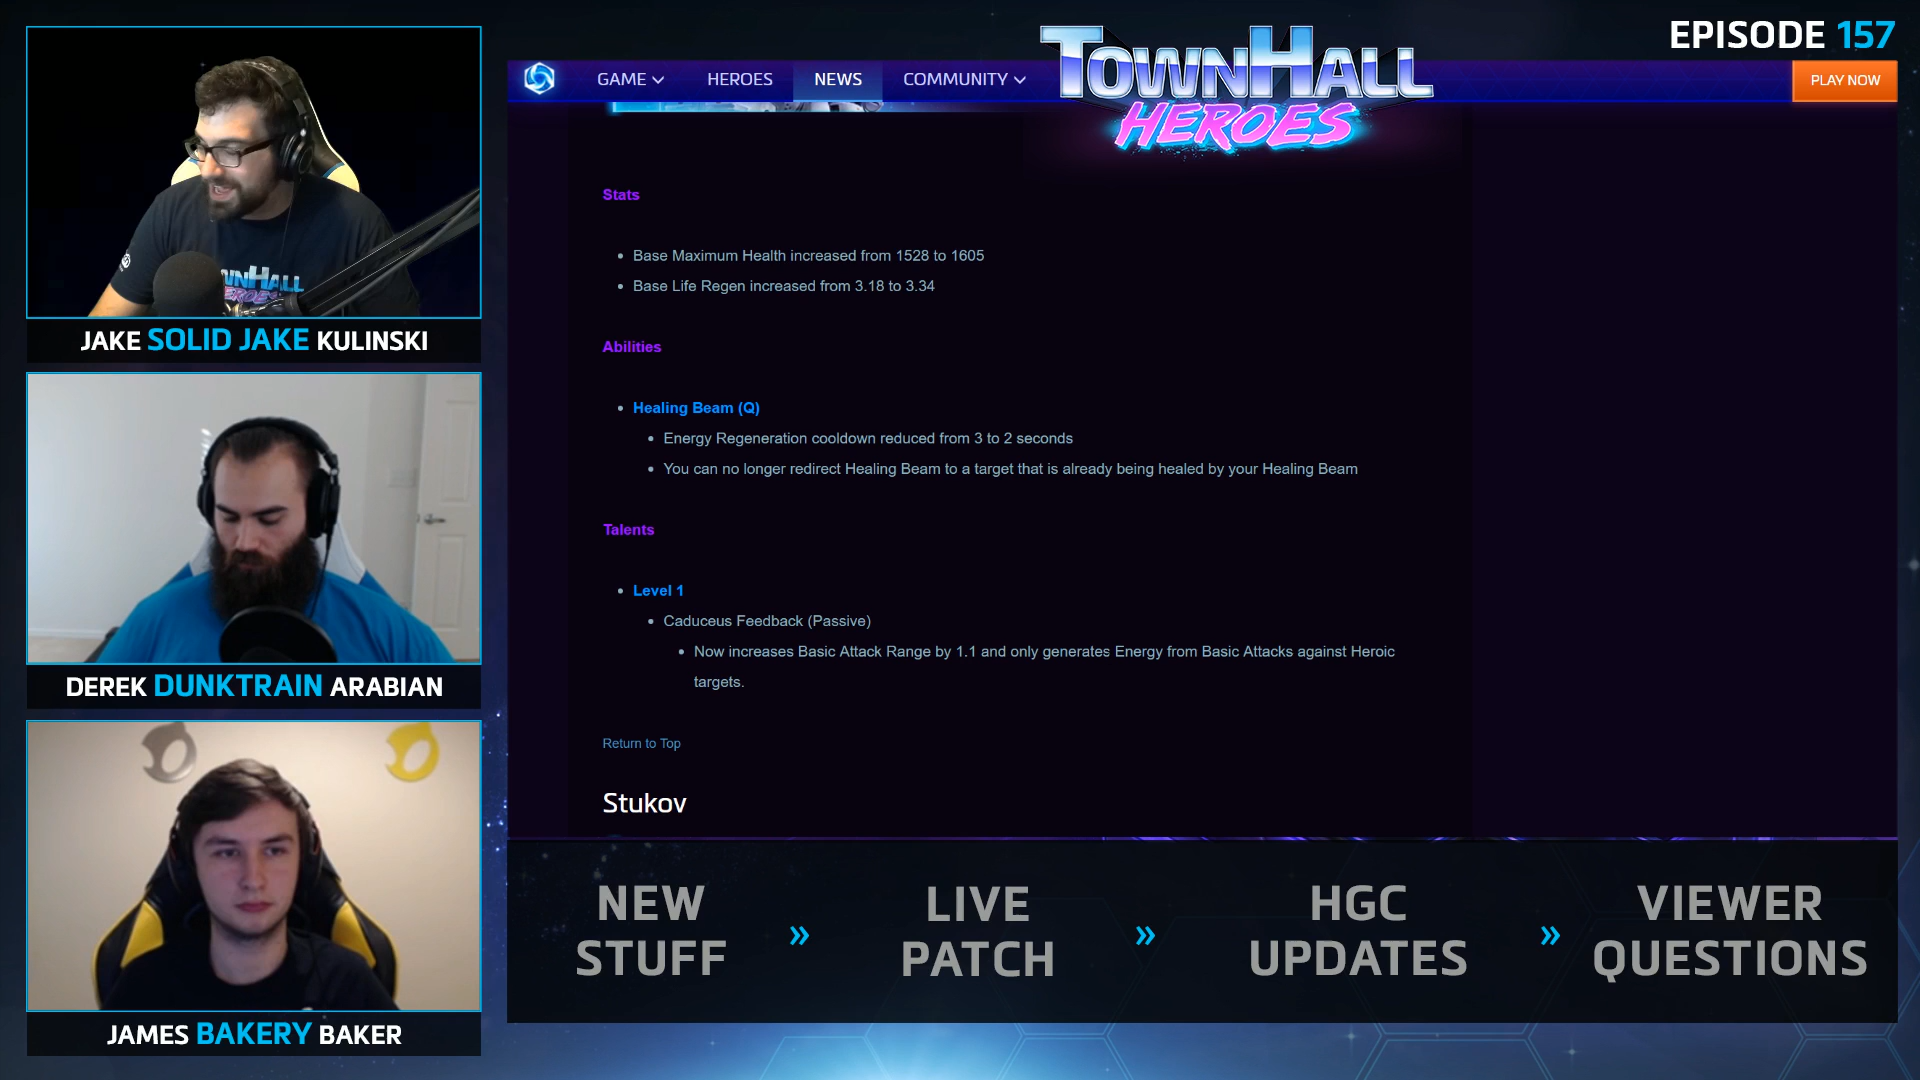 EPISODE 157
TOWNHALL
HEROES
GAME
HEROES
NEWS
COMMUNITY
PLAY NOW
Stats
Base Maximum Health increased from 1528 to 1605
Base Life Regen increased from 3.18 to 3.34
Abilities
Healing Beam (Q)
Energy Regeneration cooldown reduced from 3 to 2 seconds
You can no longer redirect Healing Beam to a target that is already being healed by your Healing Beam
Talents
Level 1
Caduceus Feedback (Passive)
Now increases Basic Attack Range by 1.1 and only generates Energy from Basic Attacks against Heroic
targets.
Return to Top
Stukov
JAKE SOLID JAKE KULINSKI
DEREK DUNKTRAIN ARABIAN
JAMES BAKERY BAKER
NEW
STUFF
»
LIVE
PATCH
»
HGC
UPDATES
»
VIEWER
QUESTIONS